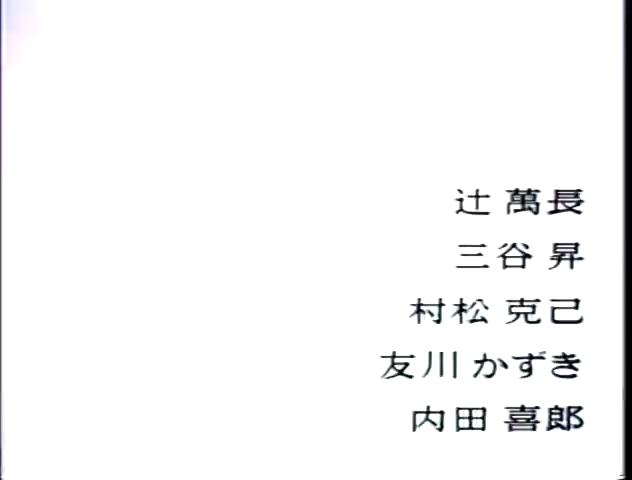 辻 萬長
三谷 昇
村松 克己
友川 かずき
内田 喜郎